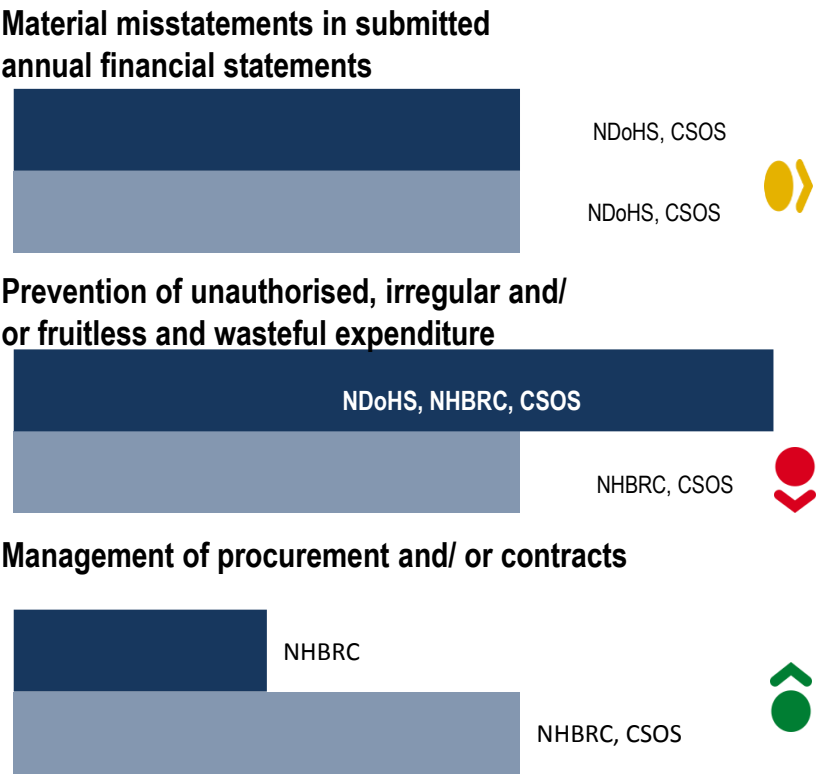 Material misstatements in submitted
annual financial statements
NDoHS, CSOS
NDoHS, CSOS
Prevention of unauthorised, irregular and/
or fruitless and wasteful expenditure
NDoHS, NHBRC, CSOS
NHBRC, CSOS
Management of procurement and/ or contracts
NHBRC
NHBRC, CSOS